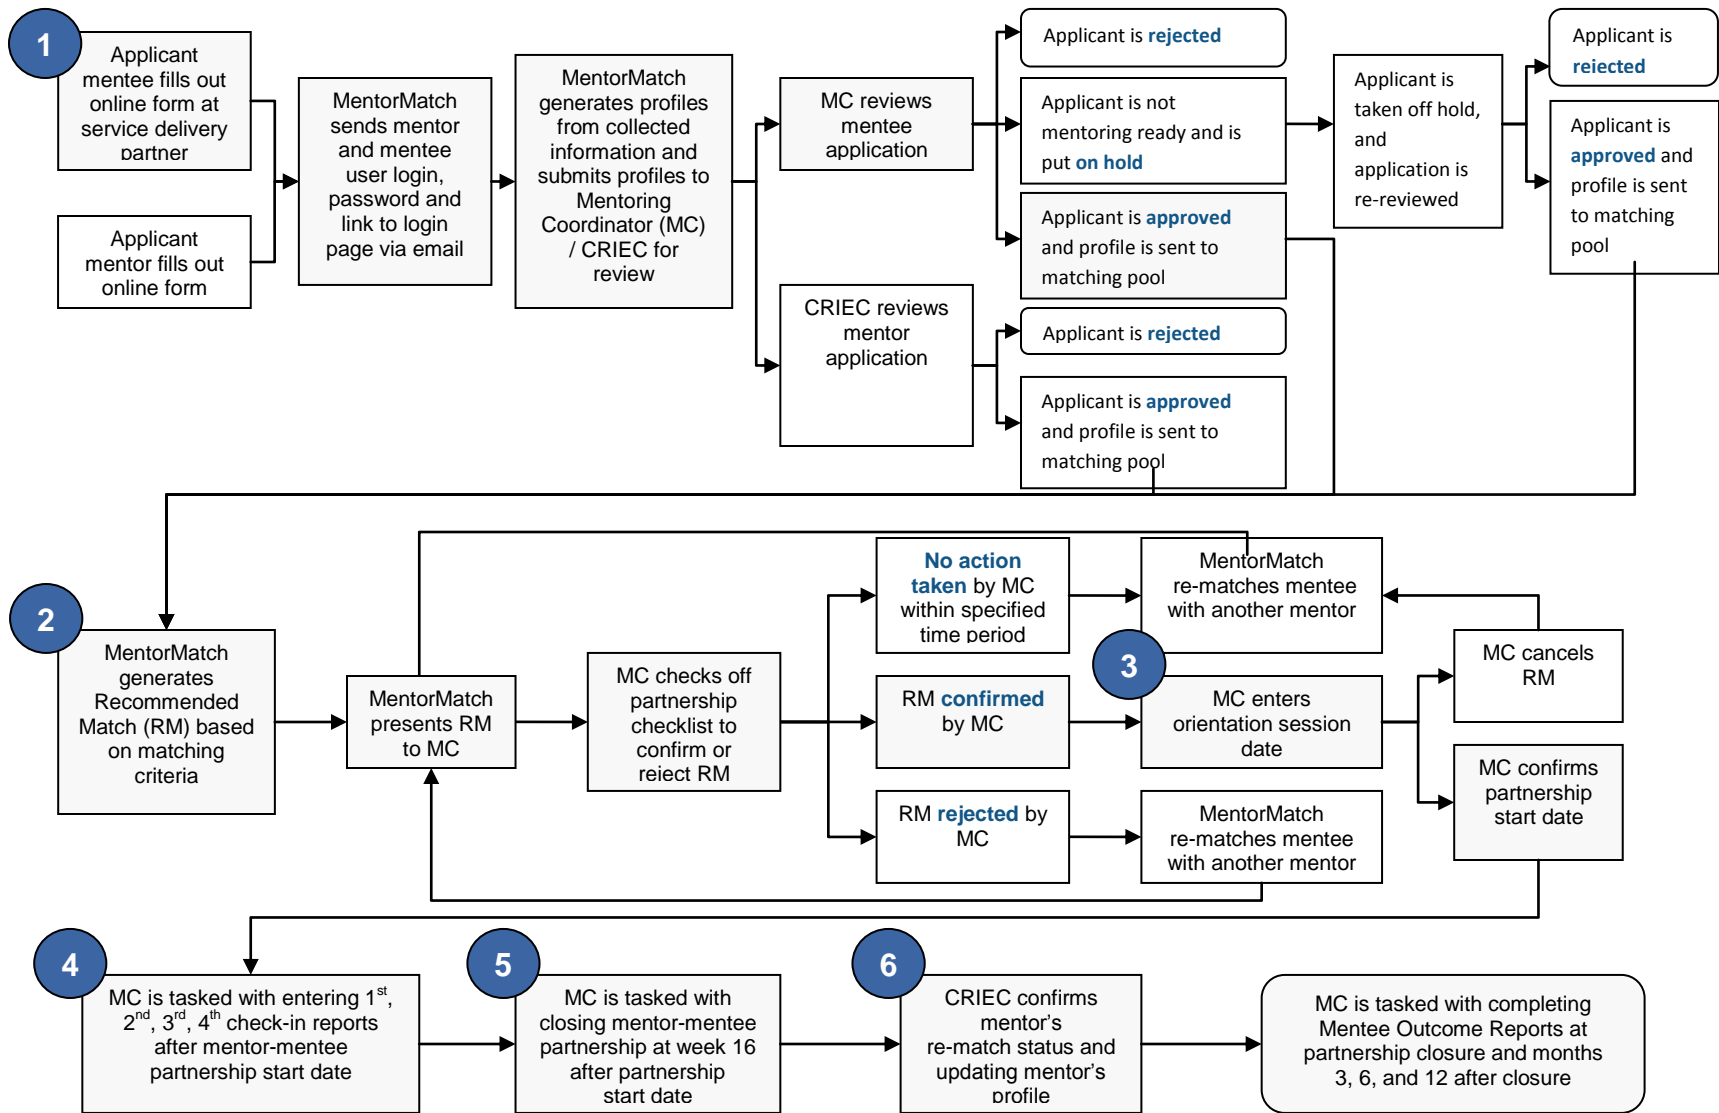 1
Applicant
mentee fills out
online form at
service delivery
partner
Applicant
mentor fills out
online form
MentorMatch
sends mentor
and mentee
user login,
password and
link to login
page via email
MentorMatch
generates profiles
from collected
information and
submits profiles to
Mentoring
Coordinator (MC)
/ CRIEC for
review
MC reviews
mentee
application
CRIEC reviews
mentor
application
Applicant is rejected
Applicant is not
mentoring ready and is
put on hold
Applicant is approved
and profile is sent to
matching pool
Applicant is rejected
Applicant is approved
and profile is sent to
matching pool
Applicant is
taken off hold,
and
application is
re-reviewed
Applicant is
rejected
Applicant is
approved and
profile is sent
to matching
pool
2
MentorMatch
generates
Recommended
Match (RM) based
on matching
criteria
MentorMatch
presents RM
to MC
MC checks off
partnership
checklist to
confirm or
reject RM
No action
taken by MC
within specified
time period
RM confirmed
by MC
RM rejected by
MC
MentorMatch
re-matches mentee
with another mentor
3
MC enters
orientation session
date
MentorMatch
re-matches mentee
with another mentor
MC cancels
RM
MC confirms
partnership
start date
4
MC is tasked with entering 1st,
2nd, 3rd, 4th check-in reports
after mentor-mentee
partnership start date
5
MC is tasked with
closing mentor-mentee
partnership at week 16
after partnership
start date
6
CRIEC confirms
mentor's
re-match status and
updating mentor's
profile
MC is tasked with completing
Mentee Outcome Reports at
partnership closure and months
3, 6, and 12 after closure